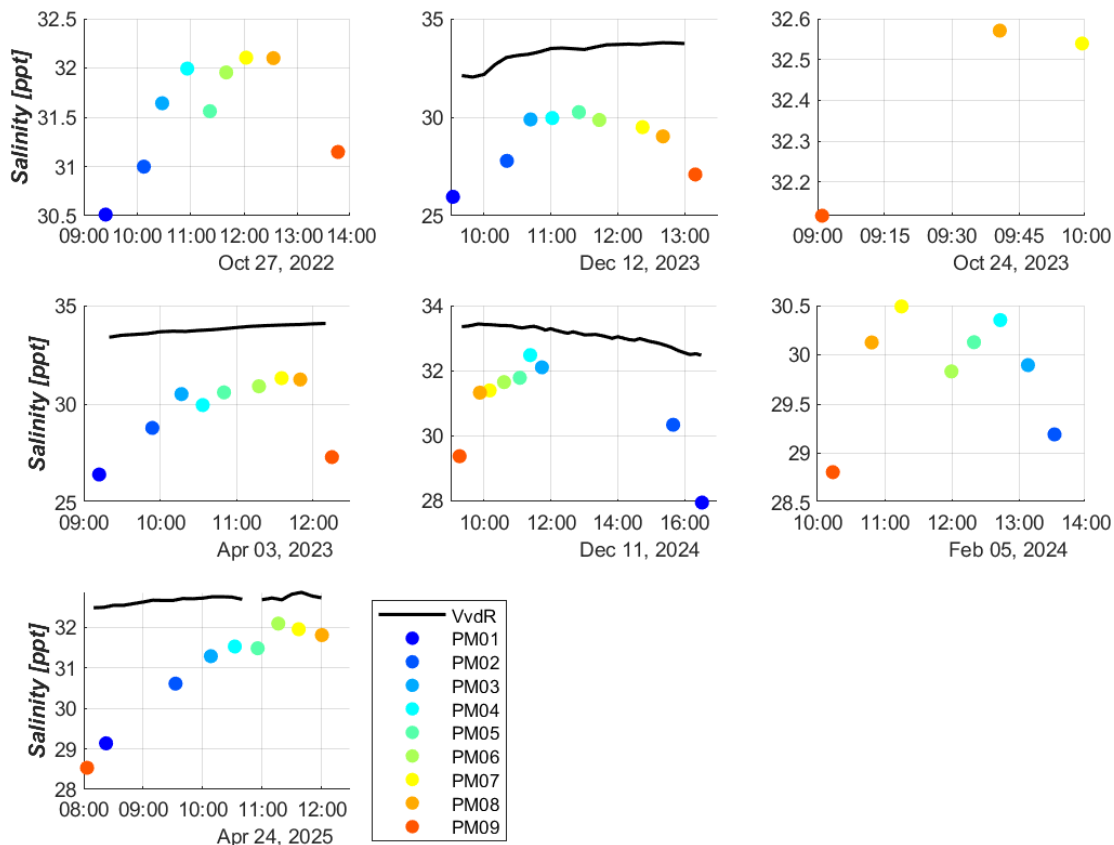 Salinity [ppt]
32.5
32
31.5
31
30.5
09:00 10:00 11:00 12:00 13:00 14:00
Oct 27, 2022
35
30
25
10:00 11:00 12:00 13:00
Dec 12, 2023
32.6
32.5
32.4
32.3
32.2
09:00 09:15 09:30 09:45 10:00
Oct 24, 2023
Salinity [ppt]
35
30
25
09:00 10:00 11:00 12:00
Apr 03, 2023
34
32
30
28
10:00 12:00 14:00 16:00
Dec 11, 2024
30.5
30
29.5
29
28.5
10:00 11:00 12:00 13:00 14:00
Feb 05, 2024
Salinity [ppt]
32
31
30
29
28
08:00 09:00 10:00 11:00 12:00
Apr 24, 2025
VvdR
PM01
PM02
PM03
PM04
PM05
PM06
PM07
PM08
PM09